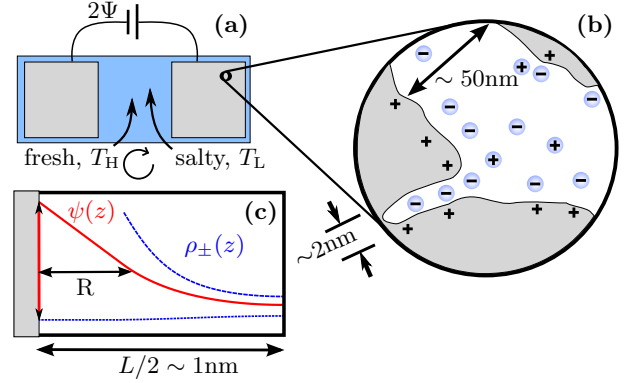 2Ψ
(a)
fresh, T_H
salty, T_L
(b)
~ 50nm
~2nm
(c)
ψ(z)
ρ±(z)
R
L/2 ~ 1nm